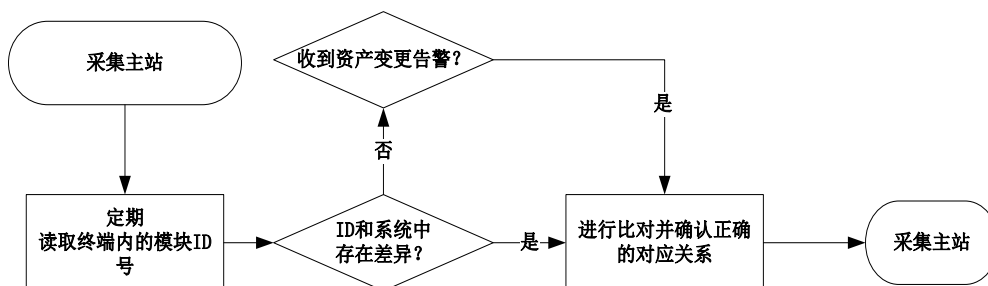 采集主站
收到资产变更告警？
是
否
定期
读取终端内的模块ID
号
ID和系统中
存在差异？
是
进行比对并确认正确
的对应关系
采集主站